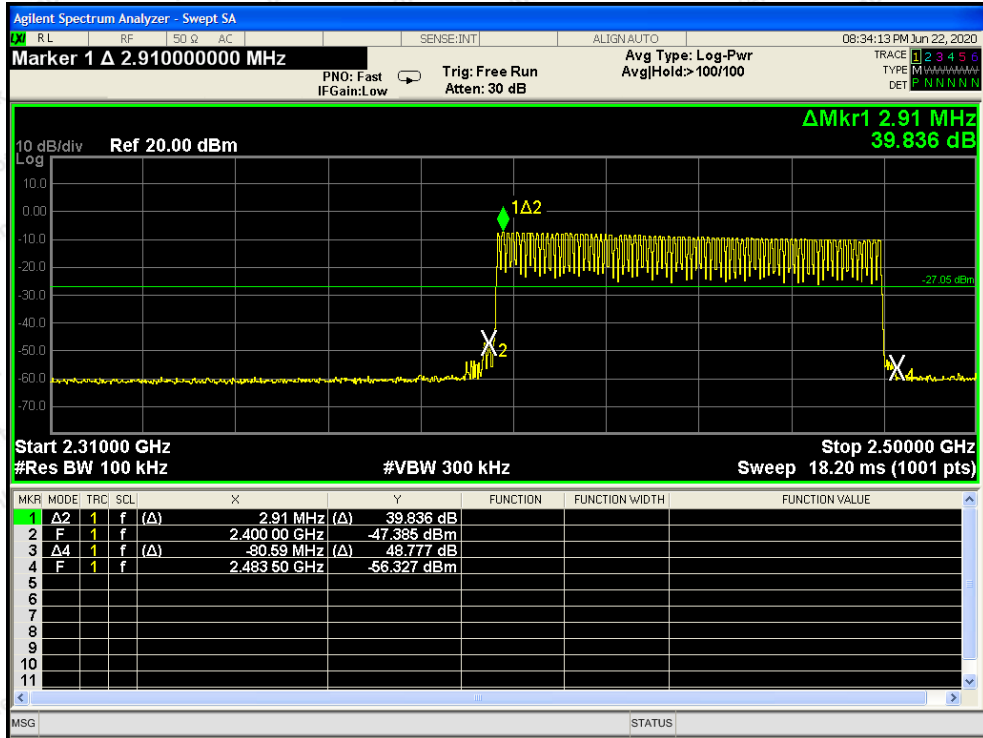 Agilent Spectrum Analyzer - Swept SA
LXI RL RF 50 Ω AC SENSE:INT ALIGN AUTO 08:34:13 PM Jun 22, 2020
Marker 1 Δ 2.910000000 MHz
PNO: Fast
IFGain:Low
Trig: Free Run
Atten: 30 dB
Avg Type: Log-Pwr
Avg|Hold:>100/100
TRACE 1 2 3 4 5 6
TYPE M W W W W W
DET P N N N N N
ΔMkr1 2.91 MHz
39.836 dB
10 dB/div Ref 20.00 dBm
Log
10.0
0.00
-10.0
-20.0
-30.0
-40.0
-50.0
-60.0
-70.0
1Δ2
-27.05 dBm
2
4
Start 2.31000 GHz Stop 2.50000 GHz
#Res BW 100 kHz #VBW 300 kHz Sweep 18.20 ms (1001 pts)
MKR MODE TRC SCL X Y FUNCTION FUNCTION WIDTH FUNCTION VALUE
1 Δ2 1 f (Δ) 2.91 MHz (Δ) 39.836 dB
2 F 1 f 2.400 00 GHz -47.385 dBm
3 Δ4 1 f (Δ) -80.59 MHz (Δ) 48.777 dB
4 F 1 f 2.483 50 GHz -56.327 dBm
5
6
7
8
9
10
11
MSG STATUS